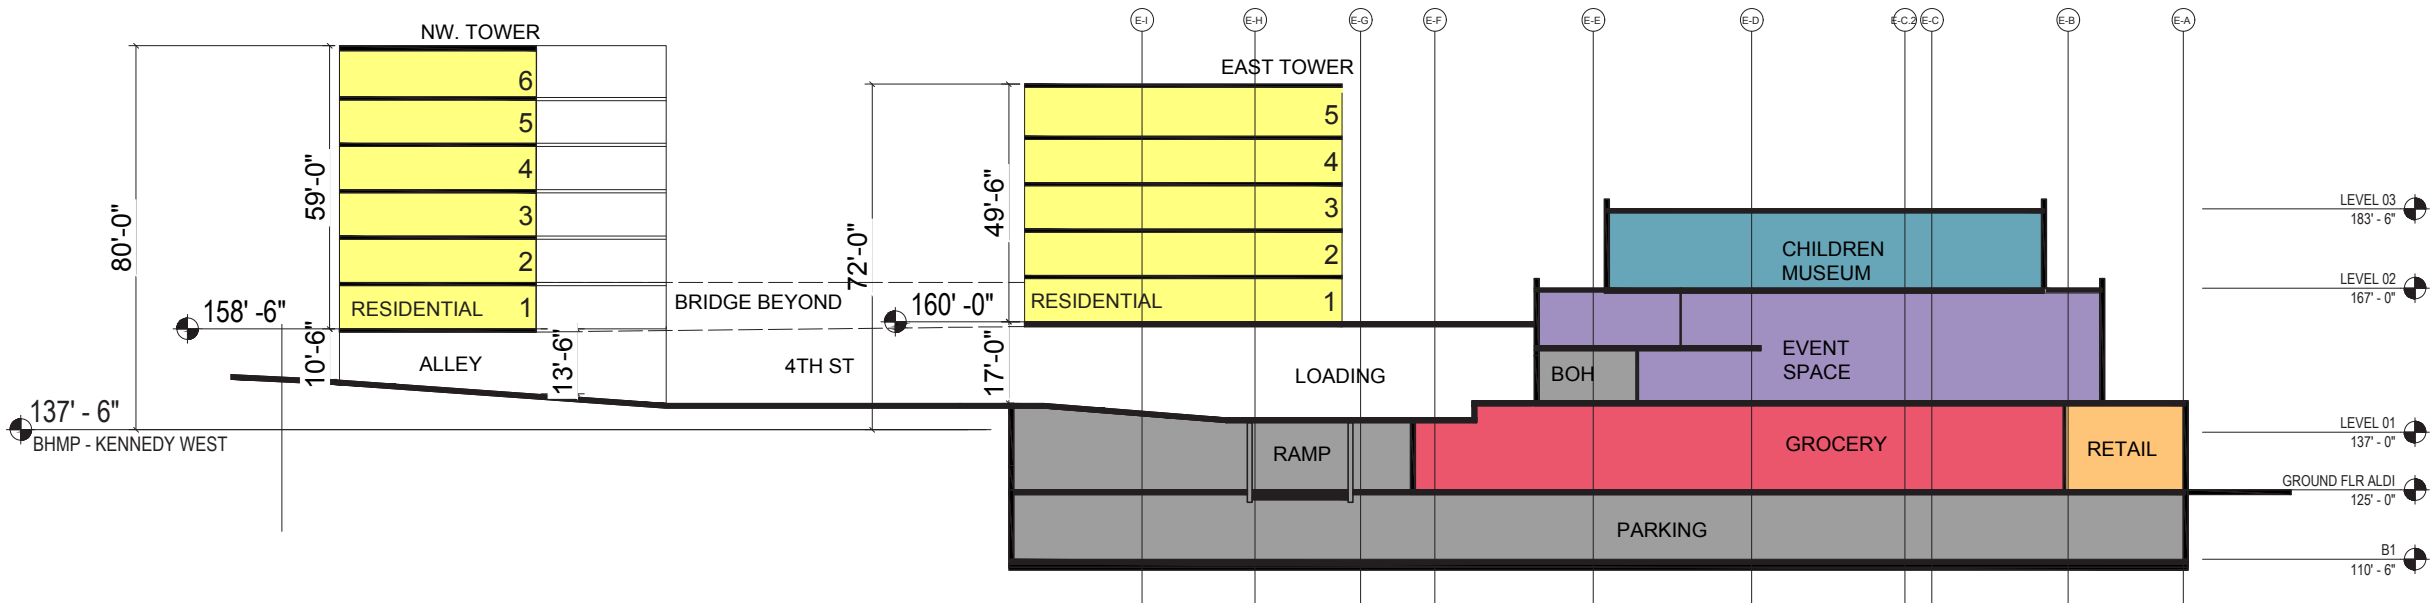 E-I
E-H
E-G
E-F
E-E
E-D
E-C.2
E-C
E-B
E-A
NW. TOWER
EAST TOWER
6
5
4
3
2
RESIDENTIAL 1
80'-0"
59'-0"
10'-6"
158' -6"
ALLEY
13'-6"
137' - 6"
BHMP - KENNEDY WEST
BRIDGE BEYOND
4TH ST
72'-0"
49'-6"
17'-0"
160' -0"
5
4
3
2
RESIDENTIAL 1
LOADING
CHILDREN
MUSEUM
EVENT
SPACE
BOH
RAMP
GROCERY
RETAIL
PARKING
LEVEL 03
183' - 6"
LEVEL 02
167' - 0"
LEVEL 01
137' - 0"
GROUND FLR ALDI
125' - 0"
B1
110' - 6"